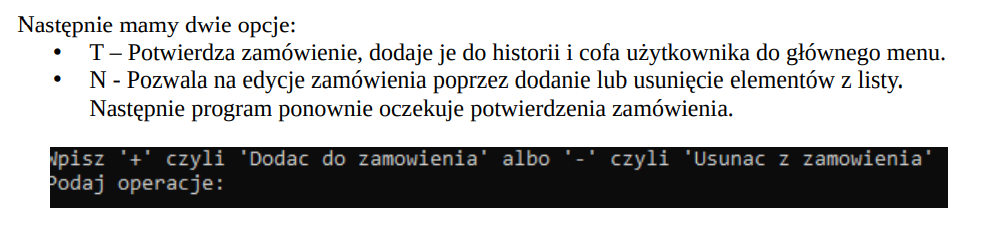 Następnie mamy dwie opcje:
• T – Potwierdza zamówienie, dodaje je do historii i cofa użytkownika do głównego menu.
• N - Pozwala na edycje zamówienia poprzez dodanie lub usunięcie elementów z listy.
Następnie program ponownie oczekuje potwierdzenia zamówienia.
Wpisz '+' czyli 'Dodac do zamowienia' albo '-' czyli 'Usunac z zamowienia'
Podaj operacje: